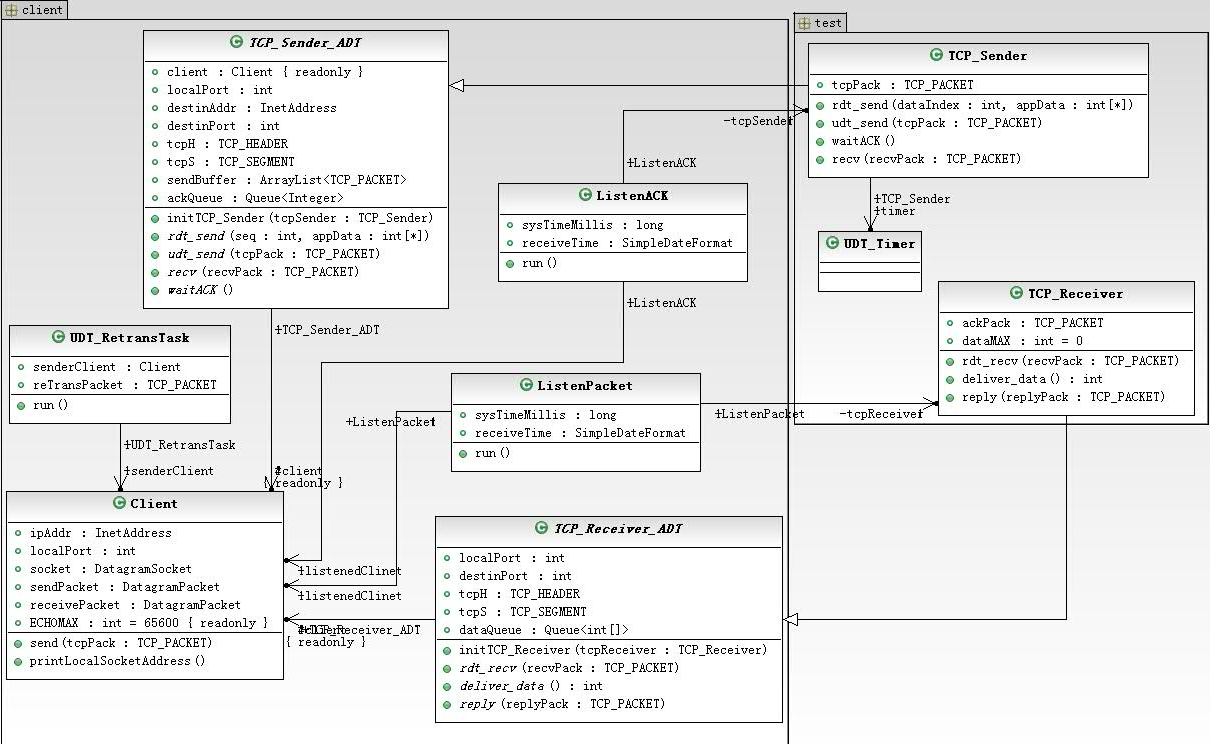 client
TCP_Sender_ADT
client : Client { readonly }
localPort : int
destinAddr : InetAddress
destinPort : int
tcpH : TCP_HEADER
tcpS : TCP_SEGMENT
sendBuffer : ArrayList<TCP_PACKET>
ackQueue : Queue<Integer>
initTCP_Sender(tcpSender : TCP_Sender)
rdt_send(seq : int, appData : int[*])
udt_send(tcpPack : TCP_PACKET)
recv(recvPack : TCP_PACKET)
waitACK()
+TCP_Sender_ADT
test
TCP_Sender
tcpPack : TCP_PACKET
rdt_send(dataIndex : int, appData : int[*])
udt_send(tcpPack : TCP_PACKET)
waitACK()
recv(recvPack : TCP_PACKET)
-tcpSender
+ListenACK
ListenACK
sysTimeMillis : long
receiveTime : SimpleDateFormat
run()
+ListenACK
+TCP_Sender
+timer
UDT_Timer
TCP_Receiver
ackPack : TCP_PACKET
dataMAX : int = 0
rdt_recv(recvPack : TCP_PACKET)
deliver_data() : int
reply(replyPack : TCP_PACKET)
UDT_RetransTask
senderClient : Client
reTransPacket : TCP_PACKET
run()
+UDT_RetransTask
+senderClient
client
{ readonly }
ListenPacket
sysTimeMillis : long
receiveTime : SimpleDateFormat
run()
+ListenPacket
+ListenPacket
-tcpReceiver
Client
ipAddr : InetAddress
localPort : int
socket : DatagramSocket
sendPacket : DatagramPacket
receivePacket : DatagramPacket
ECHOMAX : int = 65600 { readonly }
send(tcpPack : TCP_PACKET)
printLocalSocketAddress()
+listenedClinet
+listenedClinet
{ readonly }
TCP_Receiver_ADT
localPort : int
destinPort : int
tcpH : TCP_HEADER
tcpS : TCP_SEGMENT
dataQueue : Queue<int[]>
initTCP_Receiver(tcpReceiver : TCP_Receiver)
rdt_recv(recvPack : TCP_PACKET)
deliver_data() : int
reply(replyPack : TCP_PACKET)